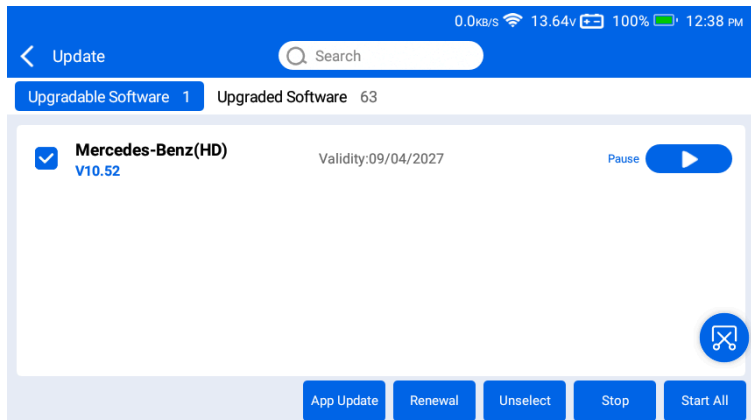 0.0KB/S 13.64V 100% 12:38 PM
Update Search
Upgradable Software 1 Upgraded Software 63
Mercedes-Benz(HD)
V10.52
Validity:09/04/2027
Pause
App Update Renewal Unselect Stop Start All